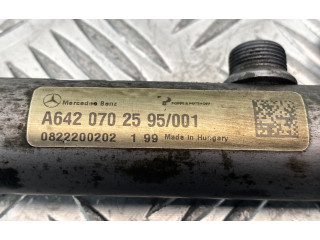 Mercedes Benz
A642 070 25 95/001
0822200202 1 99 Made in Hungary